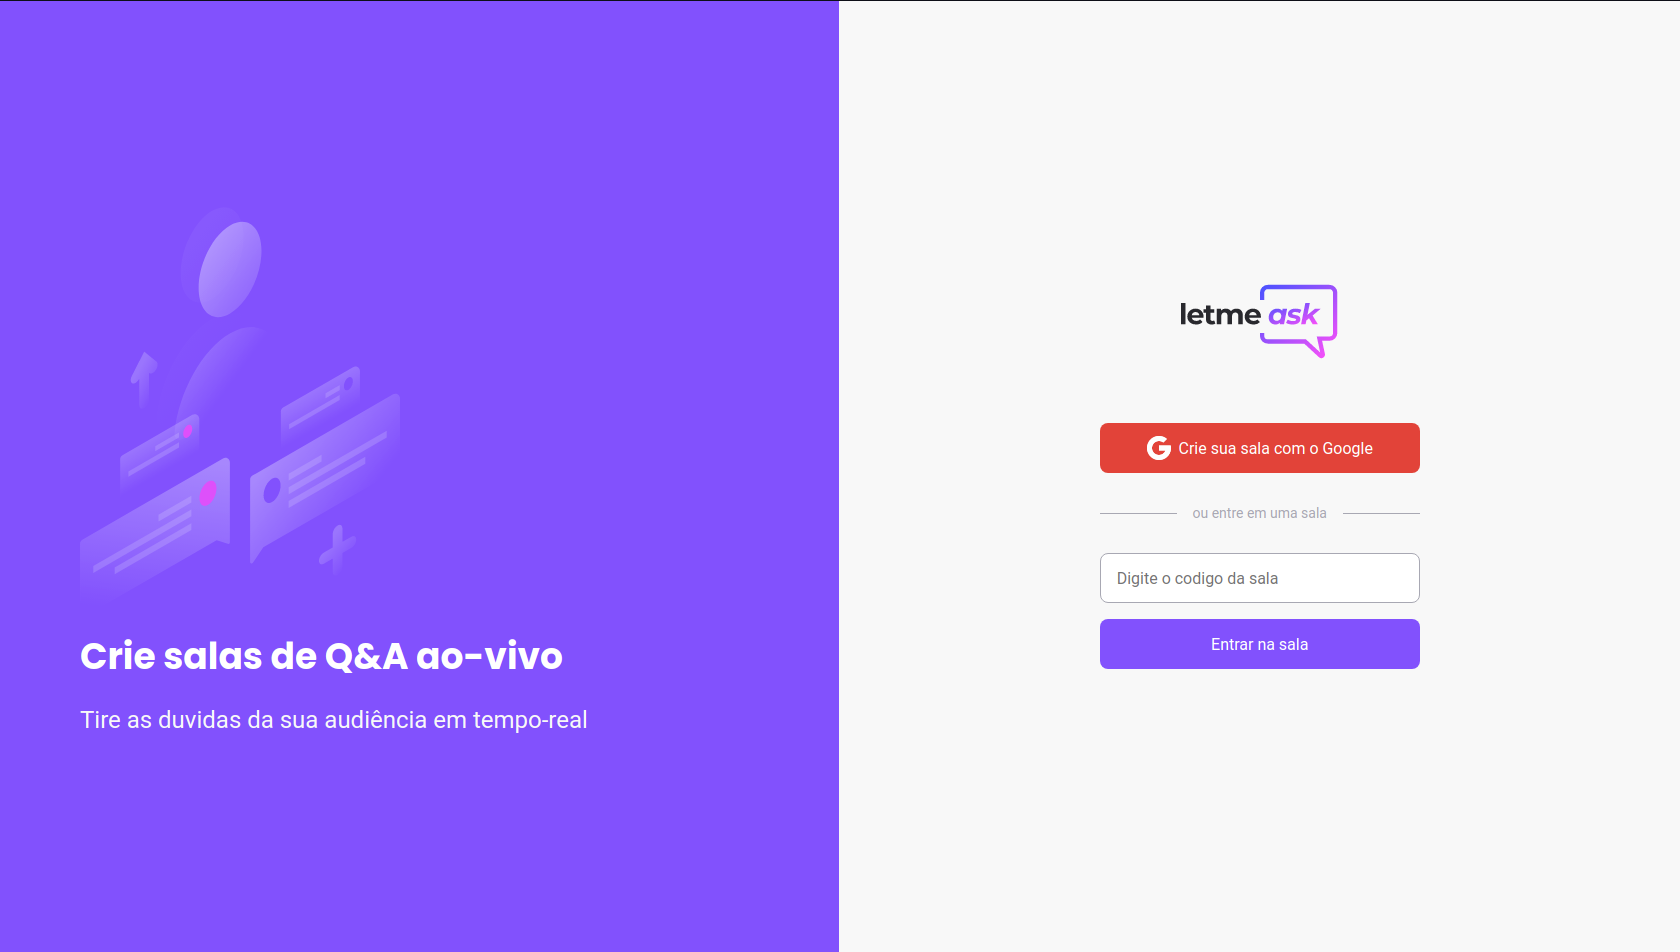 Crie salas de Q&A ao-vivo
Tire as duvidas da sua audiência em tempo-real
letme ask
Crie sua sala com o Google
ou entre em uma sala
Digite o codigo da sala
Entrar na sala